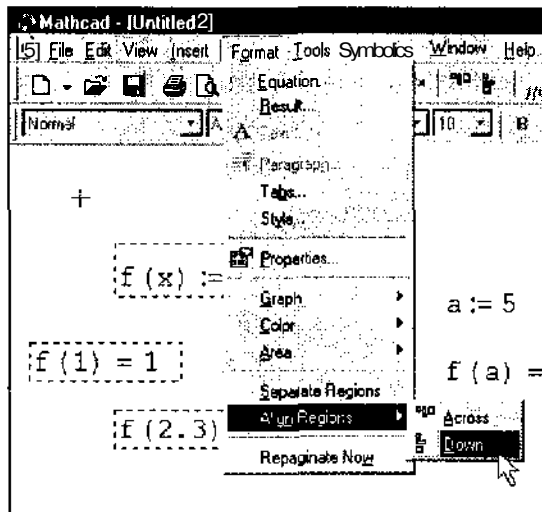 Mathcad - [Untitled2]
File Edit View Insert Format Tools Symbolics Window Help
Normal 10 B
Equation...
Result...
Paragraph...
Tabs...
Style...
Properties...
f (x) :=
Graph
a := 5
Color
f (1) = 1
Area
f (a) =
Separate Regions
f (2.3)
Align Regions
Across
Down
Repaginate Now